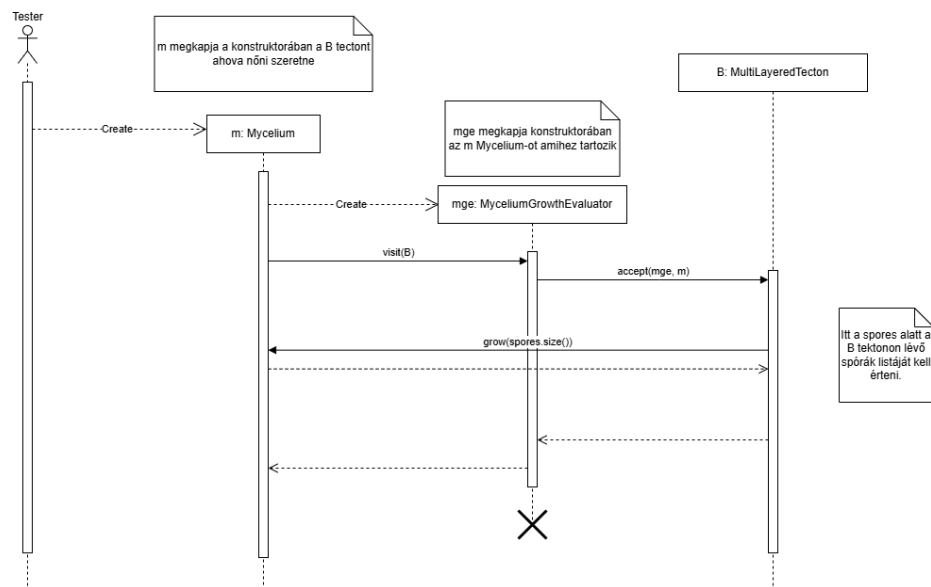 Tester
m megkapja a konstruktorában a B tectont
ahova nőni szeretne
B: MultiLayeredTecton
Create
m: Mycelium
mge megkapja konstruktorában
az m Mycelium-ot amihez tartozik
Create
mge: MyceliumGrowthEvaluator
visit(B)
accept(mge, m)
grow(spores.size())
Itt a spores alatt a
B tektonon lévő
spórák listáját kell
érteni.